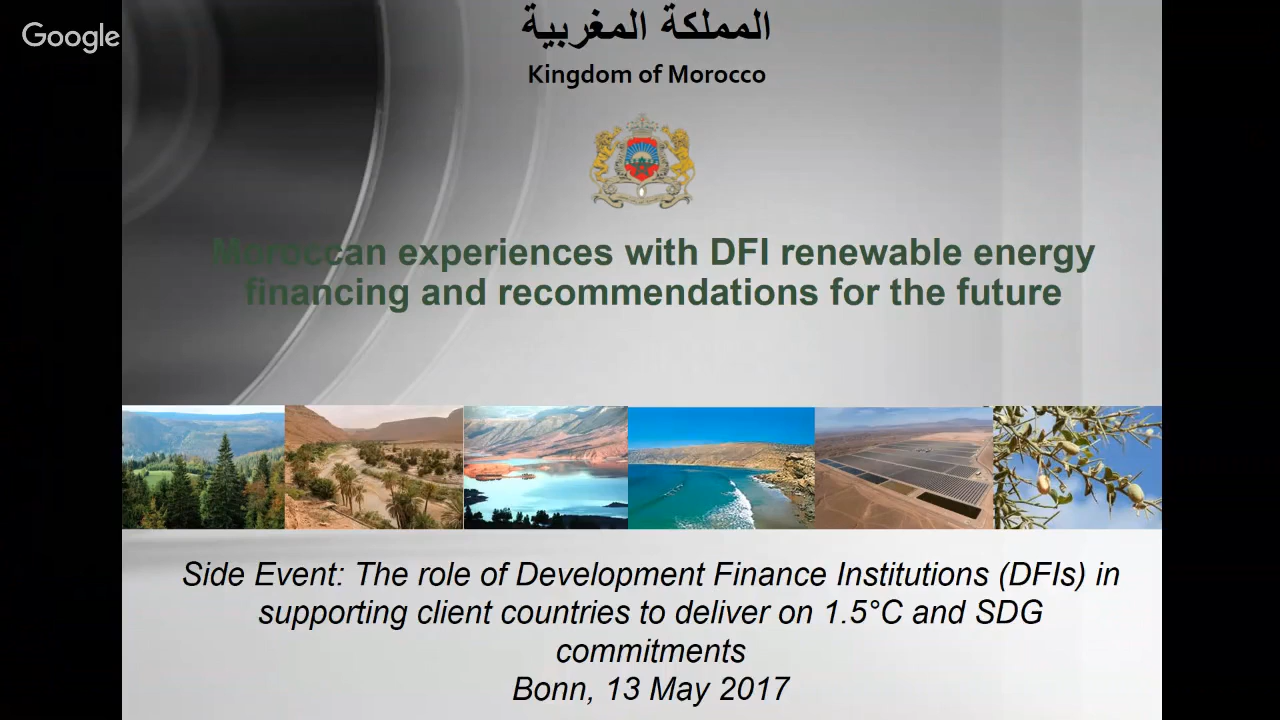 Google
المملكة المغربية
Kingdom of Morocco
Moroccan experiences with DFI renewable energy
financing and recommendations for the future
Side Event: The role of Development Finance Institutions (DFIs) in
supporting client countries to deliver on 1.5°C and SDG
commitments
Bonn, 13 May 2017